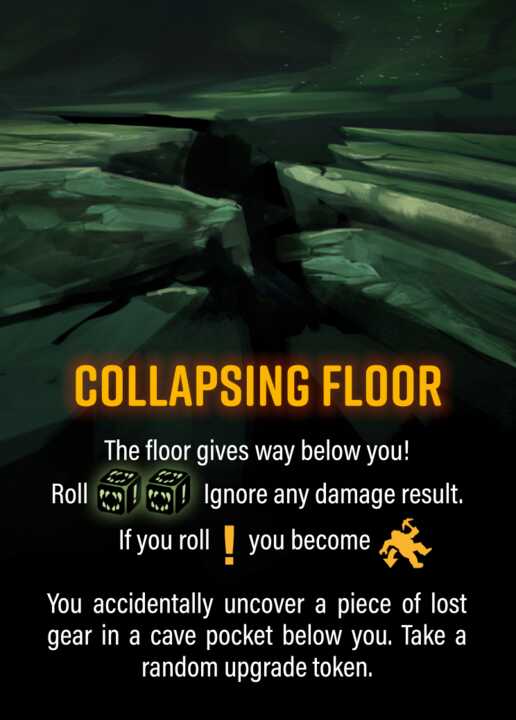 COLLAPSING FLOOR
The floor gives way below you!
Roll Ignore any damage result.
If you roll ! you become
You accidentally uncover a piece of lost
gear in a cave pocket below you. Take a
random upgrade token.